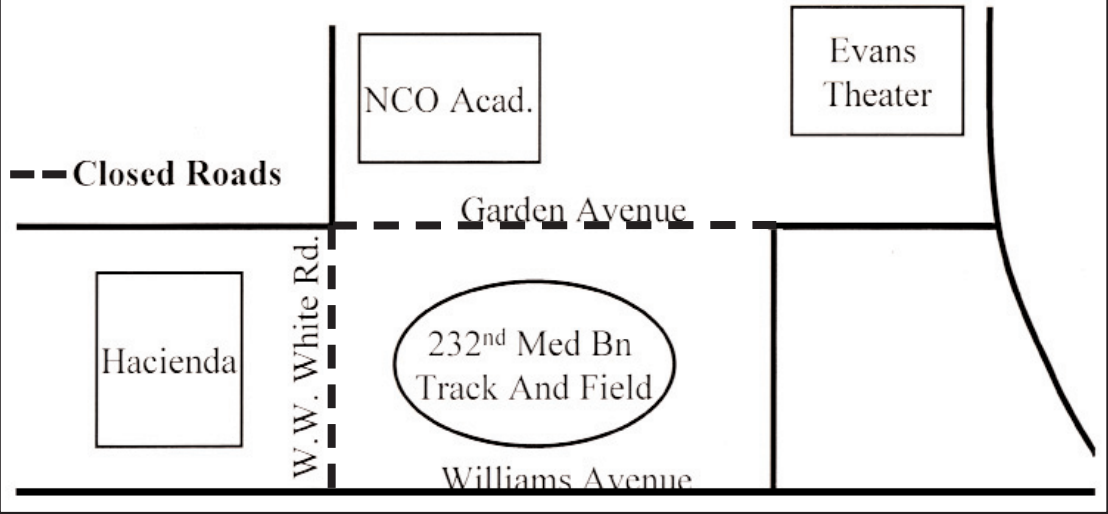 Evans
Theater
NCO Acad.
Closed Roads
Garden Avenue
W.W. White Rd.
Hacienda
232nd Med Bn
Track And Field
Williams Avenue